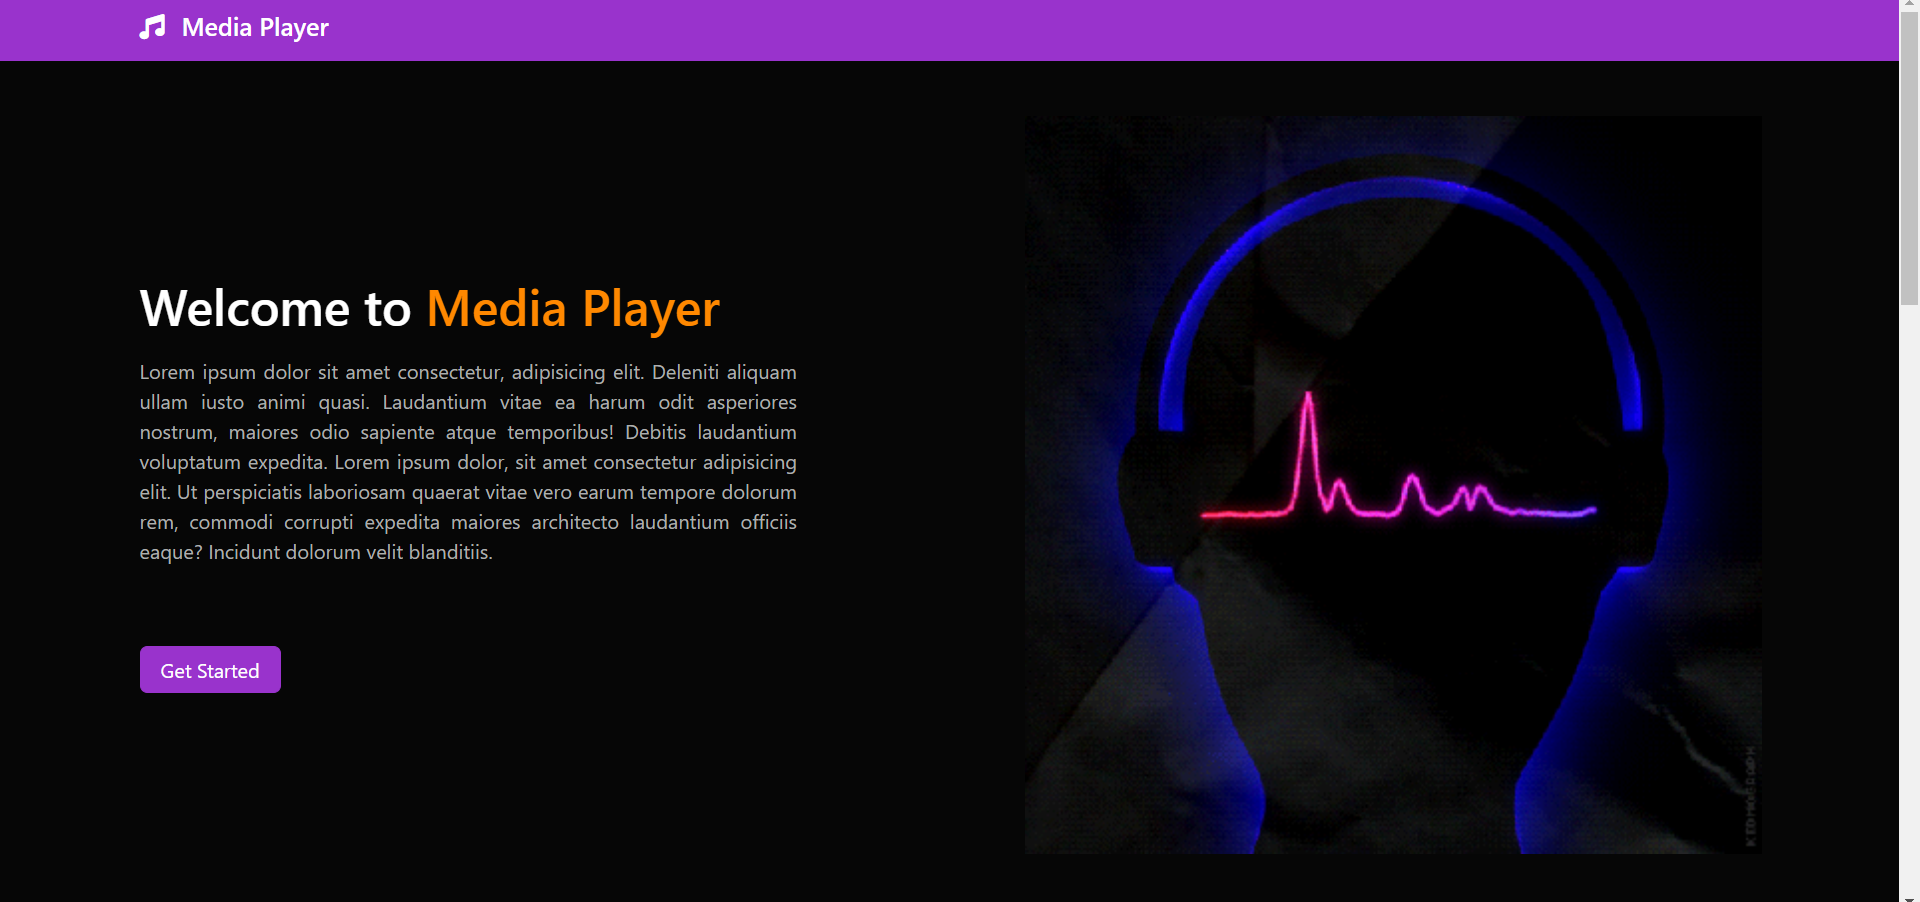 Media Player
Welcome to Media Player
Lorem ipsum dolor sit amet consectetur, adipisicing elit. Deleniti aliquam
ullam iusto animi quasi. Laudantium vitae ea harum odit asperiores
nostrum, maiores odio sapiente atque temporibus! Debitis laudantium
voluptatum expedita. Lorem ipsum dolor, sit amet consectetur adipisicing
elit. Ut perspiciatis laboriosam quaerat vitae vero earum tempore dolorum
rem, commodi corrupti expedita maiores architecto laudantium officiis
eaque? Incidunt dolorum velit blanditiis.
Get Started